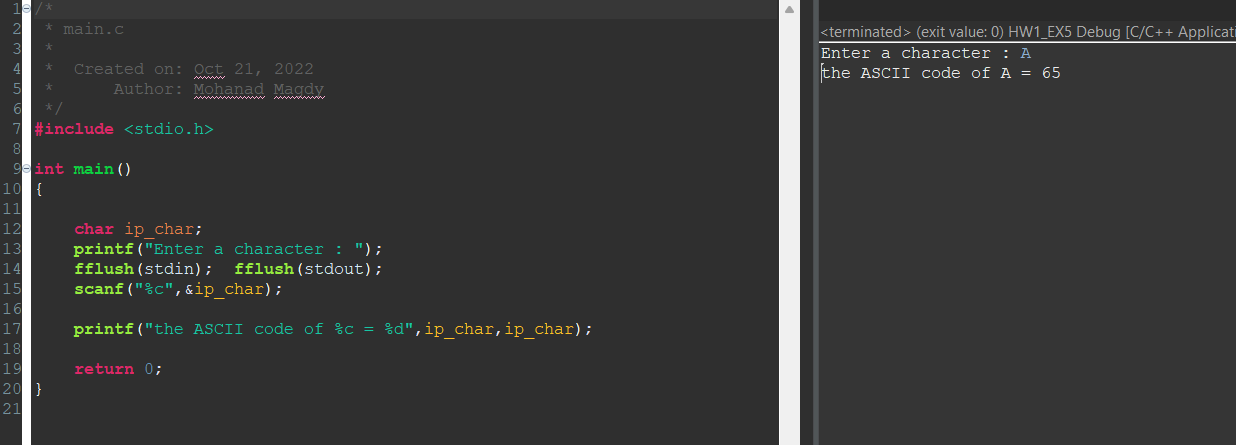 1 /*
2  * main.c
3  *
4  *  Created on: Oct 21, 2022
5  *      Author: Mohanad Magdy
6  */
7 #include <stdio.h>
8
9 int main()
10 {
11
12     char ip_char;
13     printf("Enter a character : ");
14     fflush(stdin);  fflush(stdout);
15     scanf("%c",&ip_char);
16
17     printf("the ASCII code of %c = %d",ip_char,ip_char);
18
19     return 0;
20 }
21
<terminated> (exit value: 0) HW1_EX5 Debug [C/C++ Applicati
Enter a character : A
the ASCII code of A = 65